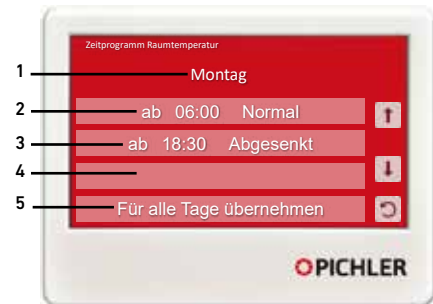 Zeitprogramm Raumtemperatur
1 Montag
2 ab 06:00 Normal
3 ab 18:30 Abgesenkt
4
5 Für alle Tage übernehmen
PICHLER